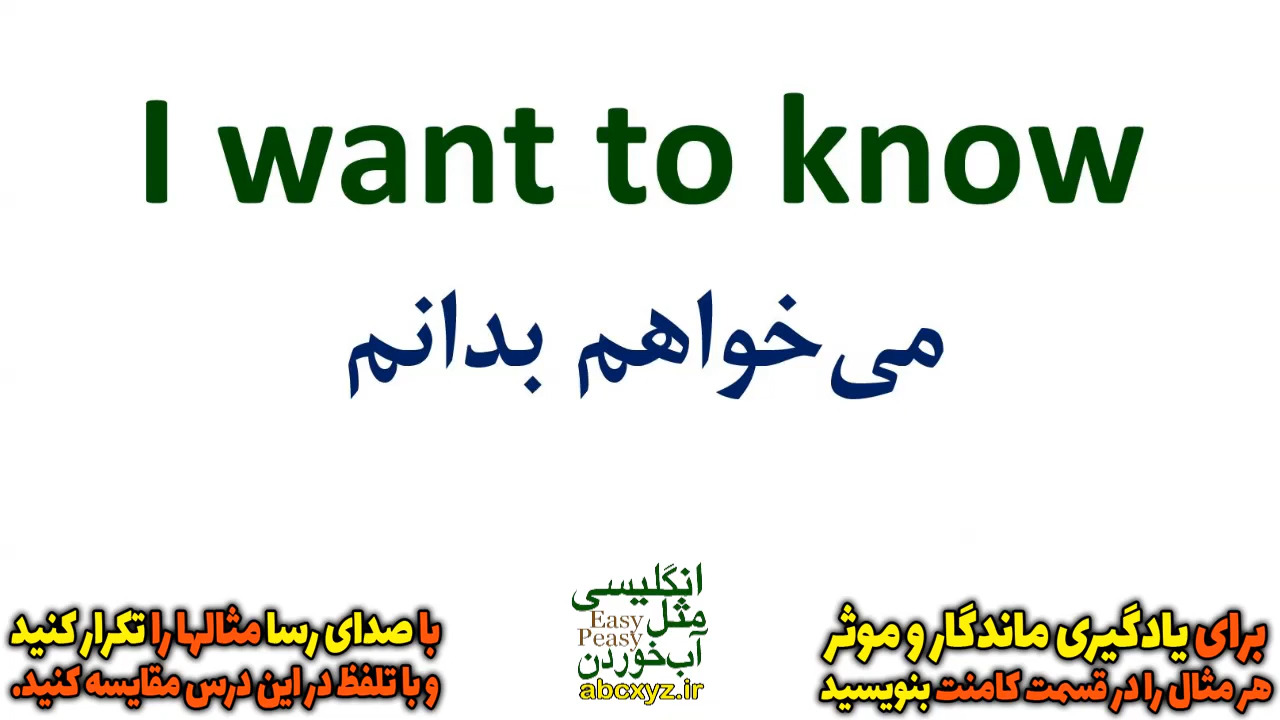 I want to know
می‌خواهم بدانم
برای یادگیری ماندگار و موثر
هر مثال را در قسمت کامنت بنویسید
انگلیسی
مثل
Easy
Peasy
آب‌خوردن
abcxyz.ir
با صدای رسا مثالها را تکرار کنید
و با تلفظ در این درس مقایسه کنید.